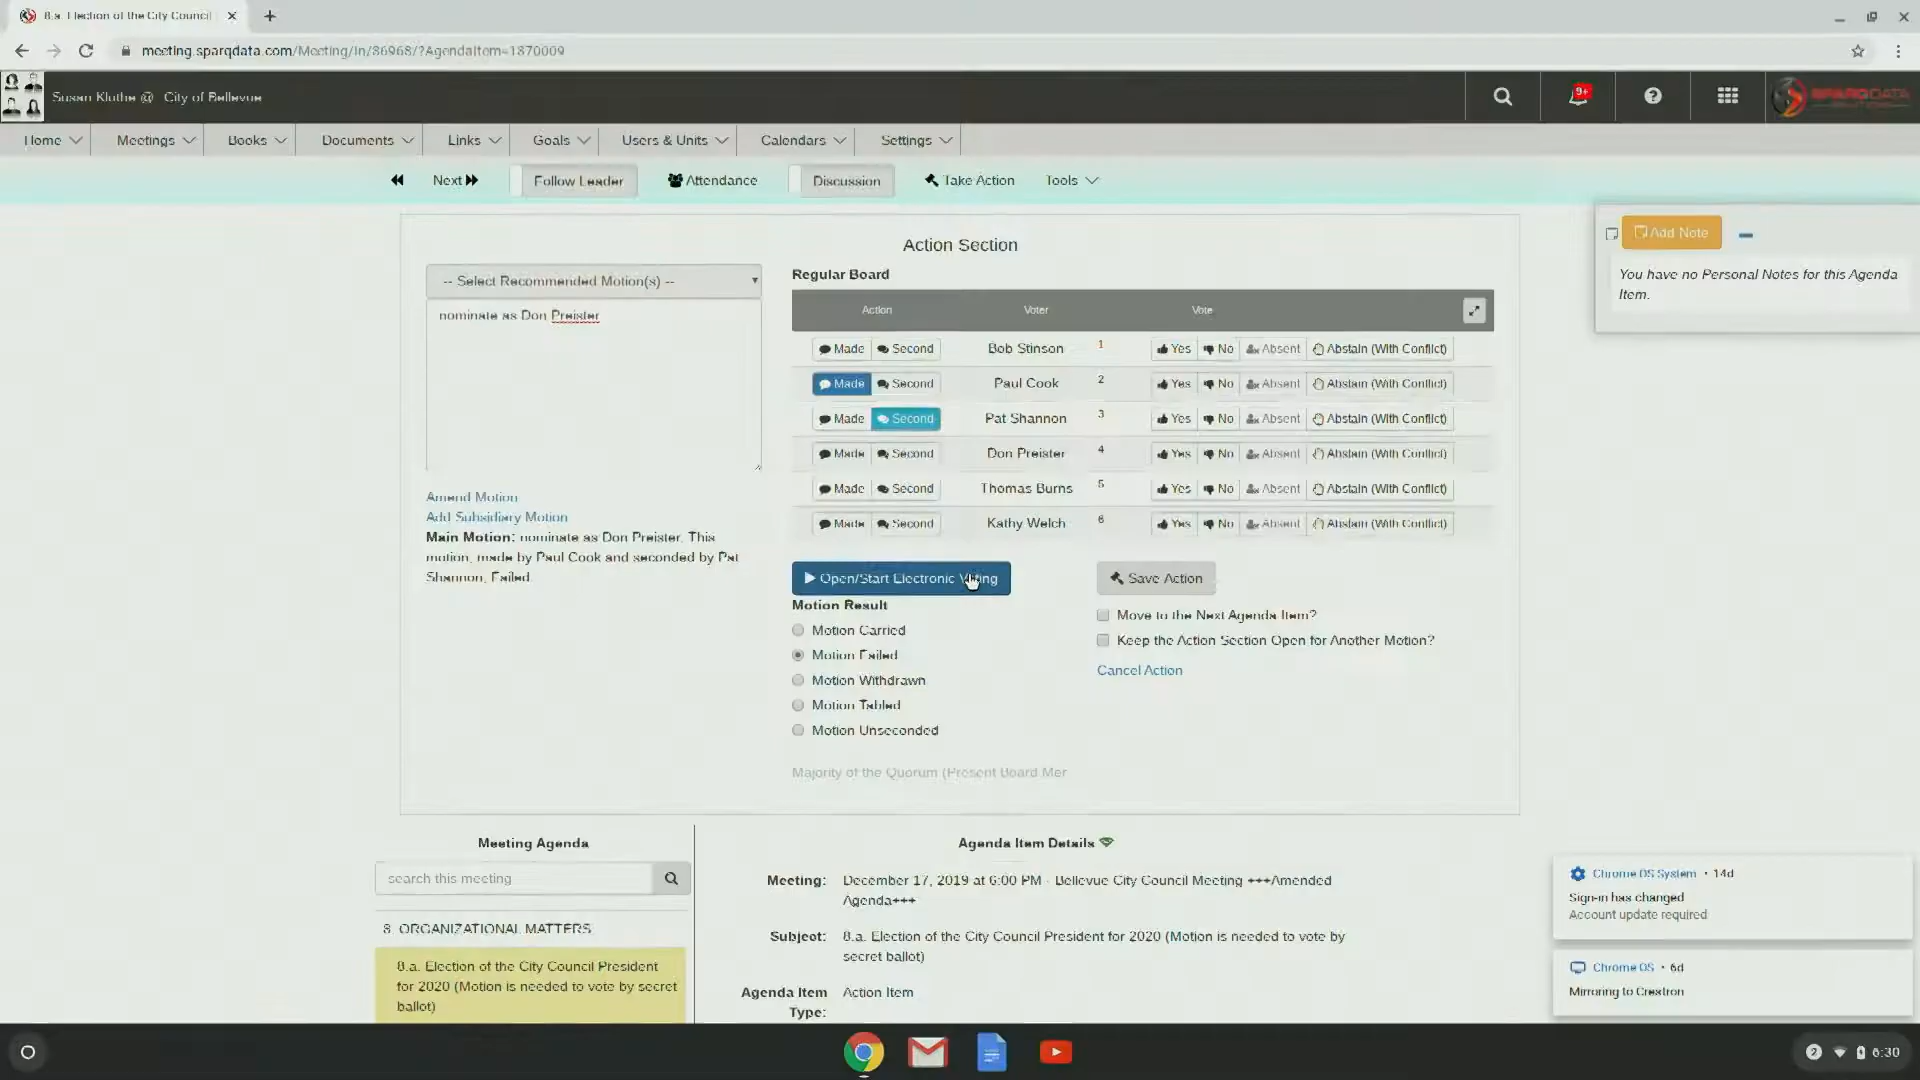 8.a. Election of the City Council
meeting.sparqdata.com/Meeting/in/86968/?AgendaItem=1870009
Susan Kluthe @ City of Bellevue
9+
SPARQDATA
SOLUTIONS
Home Meetings Books Documents Links Goals Users & Units Calendars Settings
Next Follow Leader Attendance Discussion Take Action Tools
Add Note
You have no Personal Notes for this Agenda
Item.
Action Section
-- Select Recommended Motion(s) --
nominate as Don Preister
Amend Motion
Add Subsidiary Motion
Main Motion: nominate as Don Preister. This
motion, made by Paul Cook and seconded by Pat
Shannon, Failed.
Regular Board
Action Voter Vote
Made Second Bob Stinson 1 Yes No Absent Abstain (With Conflict)
Made Second Paul Cook 2 Yes No Absent Abstain (With Conflict)
Made Second Pat Shannon 3 Yes No Absent Abstain (With Conflict)
Made Second Don Preister 4 Yes No Absent Abstain (With Conflict)
Made Second Thomas Burns 5 Yes No Absent Abstain (With Conflict)
Made Second Kathy Welch 6 Yes No Absent Abstain (With Conflict)
Open/Start Electronic Voting
Motion Result
Motion Carried
Motion Failed
Motion Withdrawn
Motion Tabled
Motion Unseconded
Majority of the Quorum (Present Board Mer
Save Action
Move to the Next Agenda Item?
Keep the Action Section Open for Another Motion?
Cancel Action
Meeting Agenda
search this meeting
8. ORGANIZATIONAL MATTERS
8.a. Election of the City Council President
for 2020 (Motion is needed to vote by secret
ballot)
Agenda Item Details
Meeting: December 17, 2019 at 6:00 PM - Bellevue City Council Meeting +++Amended
Agenda+++
Subject: 8.a. Election of the City Council President for 2020 (Motion is needed to vote by
secret ballot)
Agenda Item Action Item
Type:
Chrome OS System • 14d
Sign-in has changed
Account update required
Chrome OS • 6d
Mirroring to Crestron
2 6:30